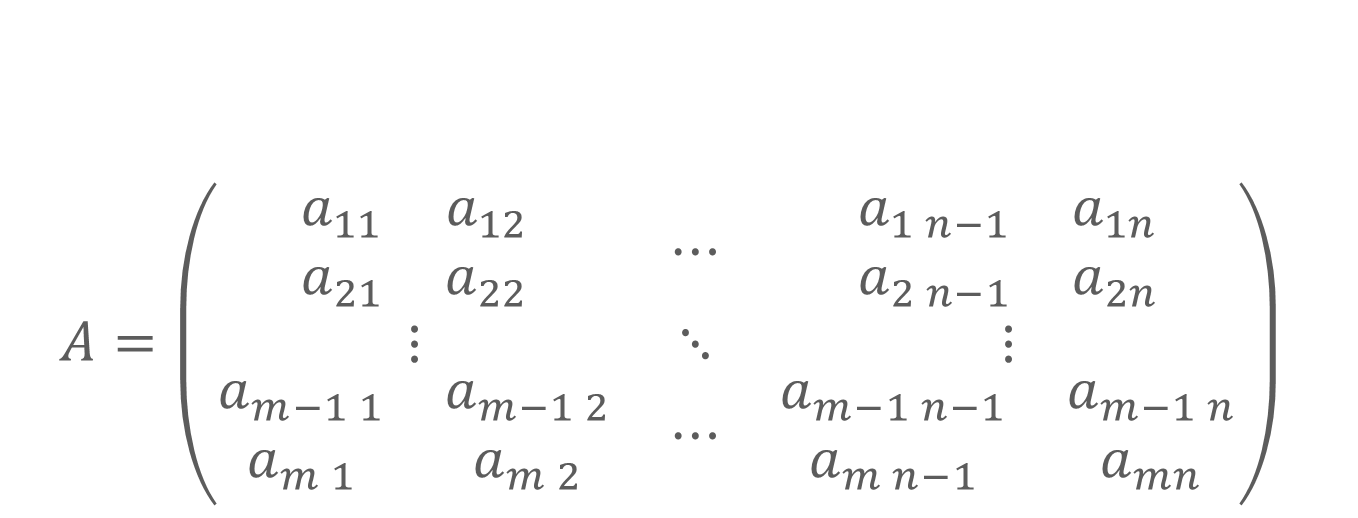 a₁₁ a₁₂ ⋯ a₁ ₙ₋₁ a₁ₙ
a₂₁ a₂₂ a₂ ₙ₋₁ a₂ₙ
A = ⋮ ⋱ ⋮
aₘ₋₁ ₁ aₘ₋₁ ₂ ⋯ aₘ₋₁ ₙ₋₁ aₘ₋₁ ₙ
aₘ ₁ aₘ ₂ aₘ ₙ₋₁ aₘₙ